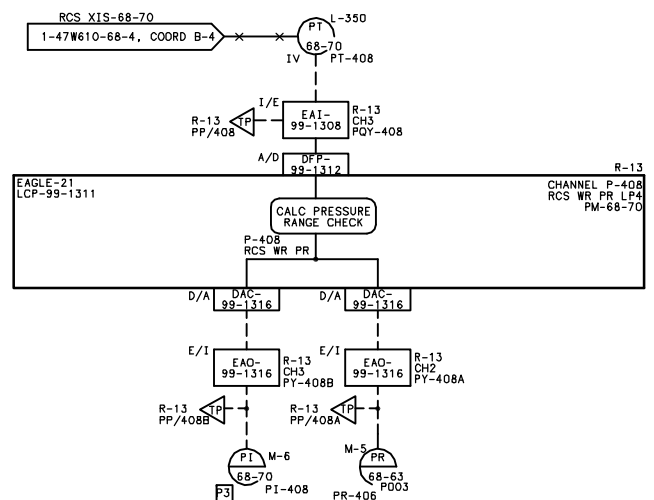 RCS XIS-68-70
1-47W610-68-4, COORD B-4
L-350
PT
68-70
IV
PT-408
I/E
R-13
PP/408
TP
EAI-
99-1308
R-13
CH3
PQY-408
A/D
DFP-
99-1312
R-13
EAGLE-21
LCP-99-1311
CHANNEL P-408
RCS WR PR LP4
PM-68-70
CALC PRESSURE
RANGE CHECK
P-408
RCS WR PR
D/A
DAC-
99-1316
D/A
DAC-
99-1316
E/I
EAO-
99-1316
R-13
CH3
PY-408B
E/I
EAO-
99-1316
R-13
CH2
PY-408A
R-13
PP/408B
TP
R-13
PP/408A
TP
PI
68-70
M-6
P3
PI-408
M-5
PR
68-63
P003
PR-406